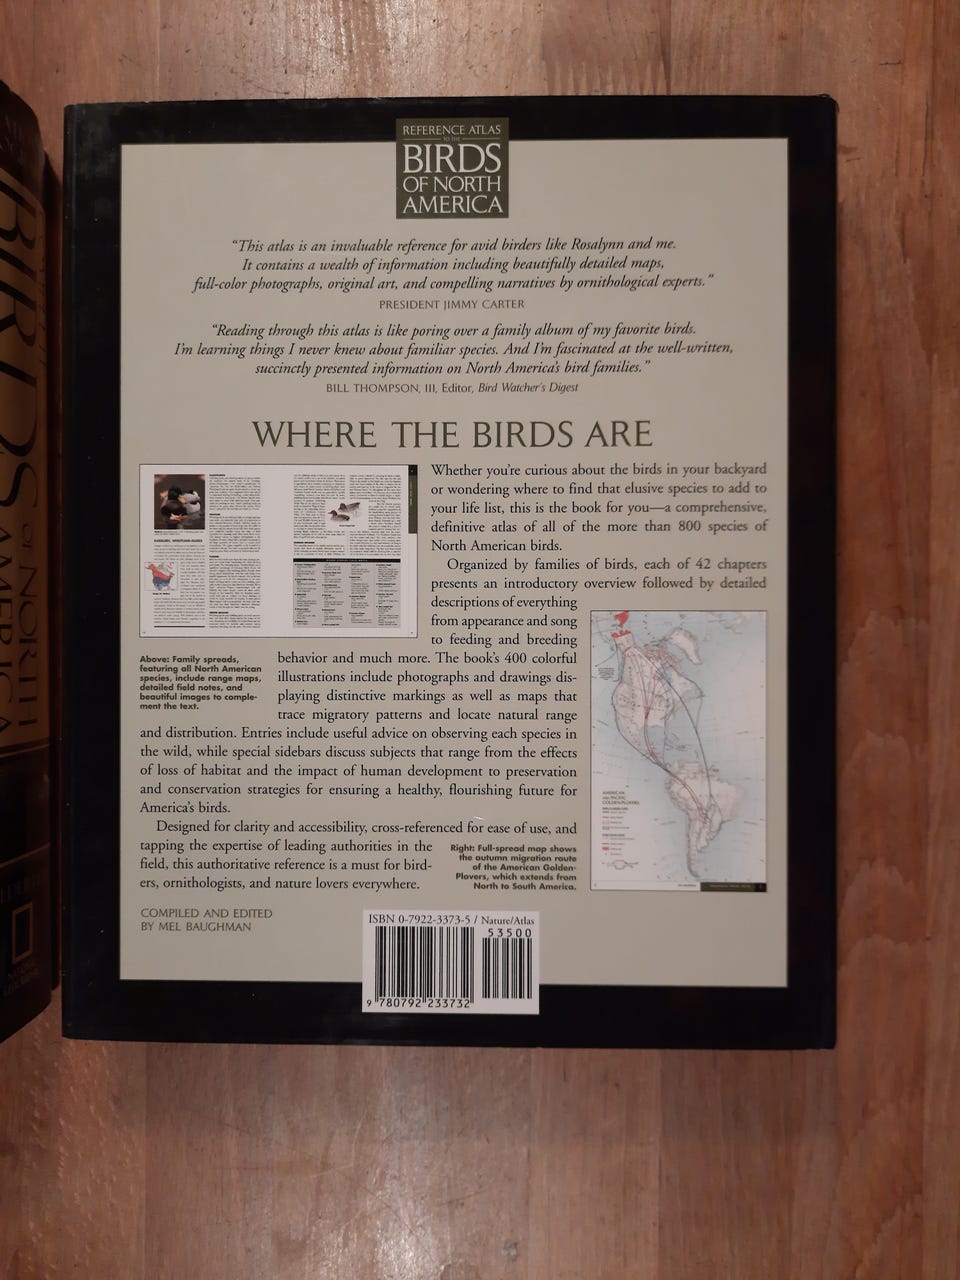 REFERENCE ATLAS
TO THE
BIRDS
OF NORTH
AMERICA
“This atlas is an invaluable reference for avid birders like Rosalynn and me.
It contains a wealth of information including beautifully detailed maps,
full-color photographs, original art, and compelling narratives by ornithological experts.”
PRESIDENT JIMMY CARTER
“Reading through this atlas is like poring over a family album of my favorite birds.
I’m learning things I never knew about familiar species. And I’m fascinated at the well-written,
succinctly presented information on North America’s bird families.”
BILL THOMPSON, III, Editor, Bird Watcher’s Digest
WHERE THE BIRDS ARE
Whether you’re curious about the birds in your backyard
or wondering where to find that elusive species to add to
your life list, this is the book for you—a comprehensive,
definitive atlas of all of the more than 800 species of
North American birds.
Organized by families of birds, each of 42 chapters
presents an introductory overview followed by detailed
descriptions of everything
from appearance and song
to feeding and breeding
behavior and much more. The book’s 400 colorful
illustrations include photographs and drawings dis-
playing distinctive markings as well as maps that
trace migratory patterns and locate natural range
and distribution. Entries include useful advice on observing each species in
the wild, while special sidebars discuss subjects that range from the effects
of loss of habitat and the impact of human development to preservation
and conservation strategies for ensuring a healthy, flourishing future for
America’s birds.
Designed for clarity and accessibility, cross-referenced for ease of use, and
tapping the expertise of leading authorities in the
field, this authoritative reference is a must for bird-
ers, ornithologists, and nature lovers everywhere.
Above: Family spreads,
featuring all North American
species, include range maps,
detailed field notes, and
beautiful images to comple-
ment the text.
AMERICAN
AND PACIFIC
GOLDEN-PLOVERS
Right: Full-spread map shows
the autumn migration route
of the American Golden-
Plovers, which extends from
North to South America.
COMPILED AND EDITED
BY MEL BAUGHMAN
ISBN 0-7922-3373-5 / Nature/Atlas
53500
9 780792 233732
BIRDS
OF NORTH
AMERICA
NATIONAL
GEOGRAPHIC